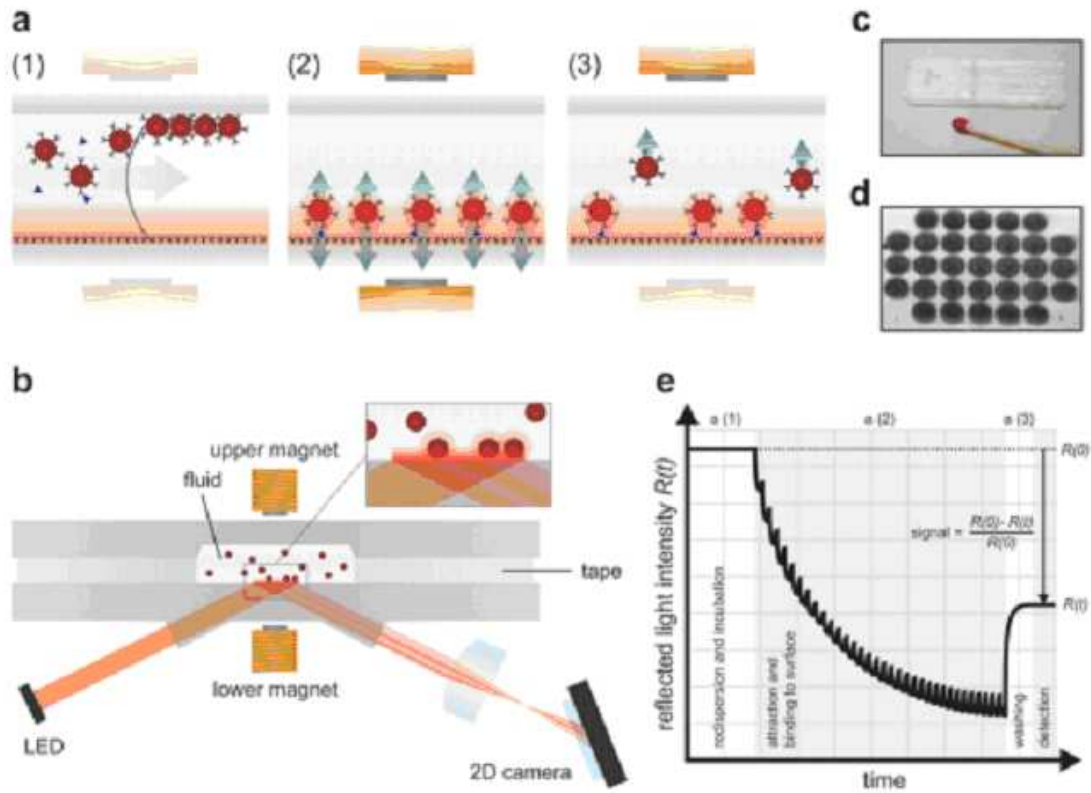 a
(1)
(2)
(3)
c
d
b
upper magnet
fluid
tape
lower magnet
LED
2D camera
e
a (1)
a (2)
a (3)
R(0)
signal = R(0) - R(t)
R(0)
R(t)
reflected light intensity R(t)
redispersion and incubation
attraction and
binding to surface
washing
detection
time